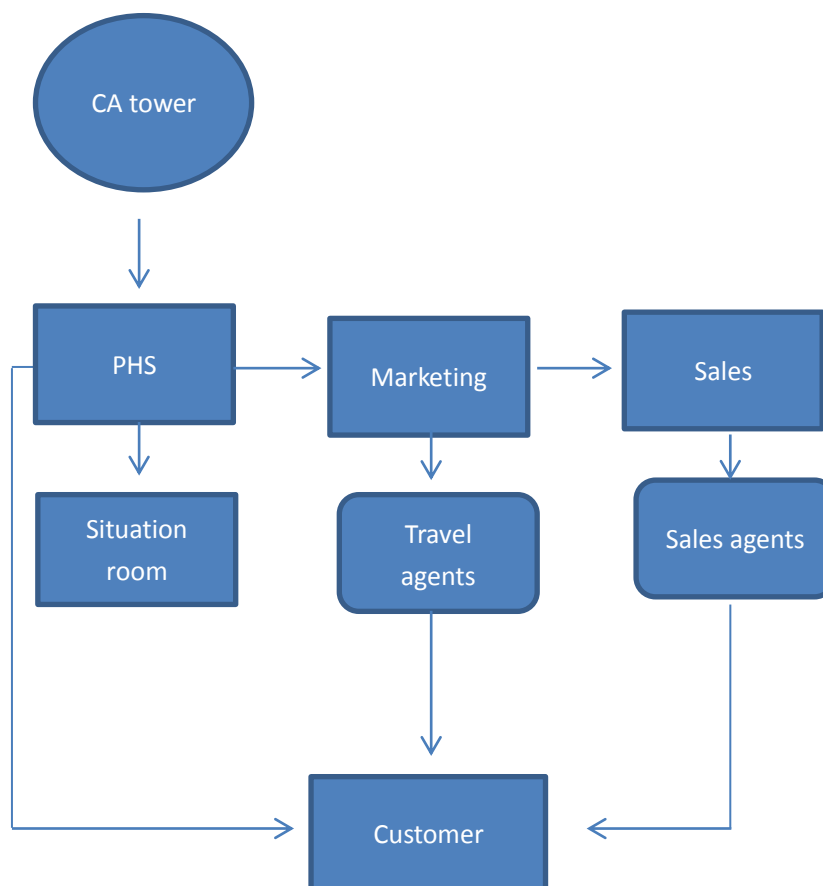 CA tower
PHS
Marketing
Sales
Situation
room
Travel
agents
Sales agents
Customer